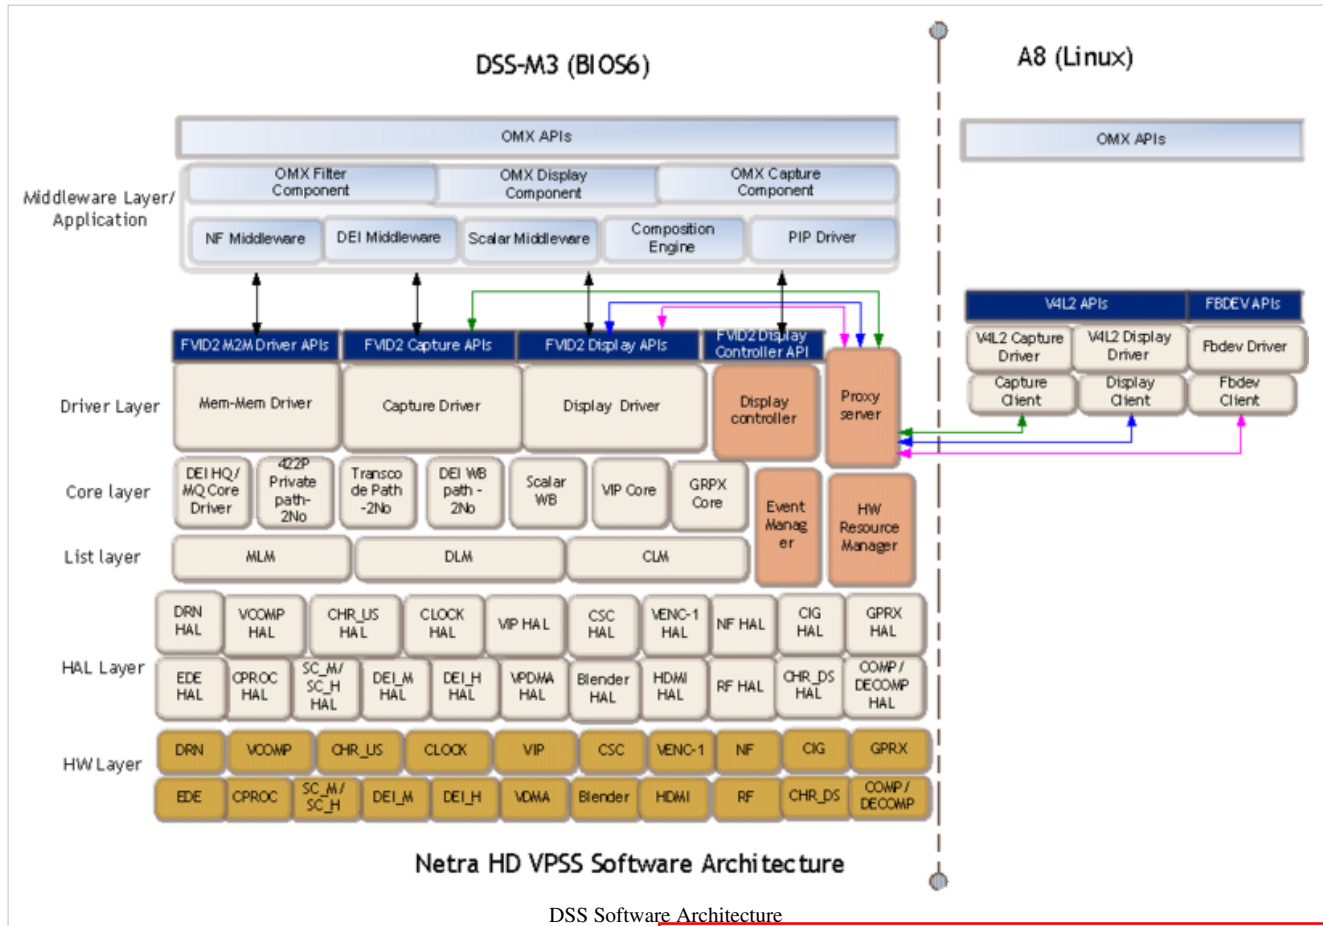 DSS-M3 (BIOS6)
A8 (Linux)
OMX APIs
OMX APIs
Middleware Layer/
Application
OMX Filter
Component
OMX Display
Component
OMX Capture
Component
NF Middleware
DEI Middleware
Scalar Middleware
Composition
Engine
PIP Driver
V4L2 APIs
FBDEV APIs
FVID2 M2M Driver APIs
FVID2 Capture APIs
FVID2 Display APIs
FVID2 Display
Controller API
V4L2 Capture
Driver
V4L2 Display
Driver
Fbdev Driver
Capture
Client
Display
Client
Fbdev
Client
Driver Layer
Mem-Mem Driver
Capture Driver
Display Driver
Display
controller
Proxy
server
Core layer
DEI HQ/
MQ Core
Driver
422P
Private
path-
2No
Transco
de Path
-2No
DEI WB
path -
2No
Scalar
WB
VIP Core
GRPX
Core
Event
Manag
er
HW
Resource
Manager
List layer
MLM
DLM
CLM
HAL Layer
DRN
HAL
VCOMP
HAL
CHR_US
HAL
CLOCK
HAL
VIP HAL
CSC
HAL
VENC-1
HAL
NF HAL
CIG
HAL
GPRX
HAL
EDE
HAL
CPROC
HAL
SC_M/
SC_H
HAL
DEI_M
HAL
DEI_H
HAL
VPDMA
HAL
Blender
HAL
HDMI
HAL
RF HAL
CHR_DS
HAL
COMP/
DECOMP
HAL
HW Layer
DRN
VCOMP
CHR_US
CLOCK
VIP
CSC
VENC-1
NF
CIG
GPRX
EDE
CPROC
SC_M/
SC_H
DEI_M
DEI_H
VDMA
Blender
HDMI
RF
CHR_DS
COMP/
DECOMP
Netra HD VPSS Software Architecture
DSS Software Architecture